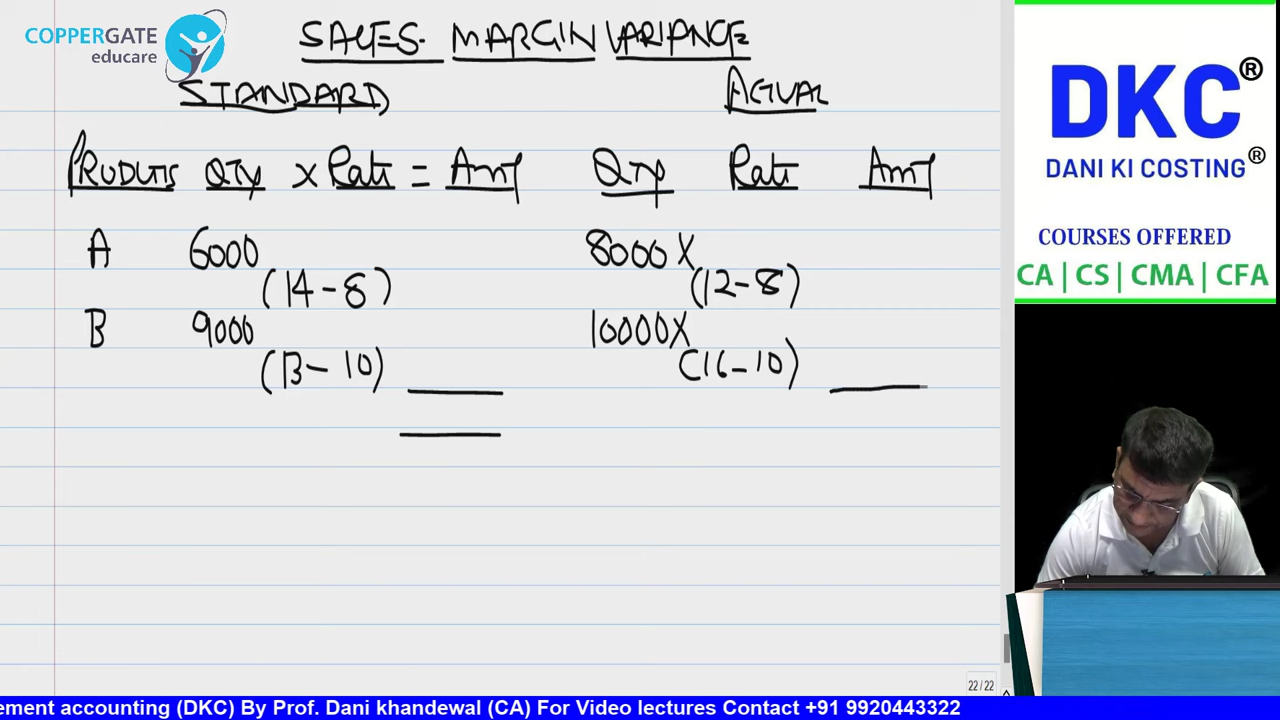 COPPERGATE
educare
SALES MARGIN VARIANCE
STANDARD ACTUAL
PRODUCTS QTY X Rate = Amt QTY Rate Amt
A 6000 8000 X
(14-8) (12-8)
B 9000 10000 X
(13-10) (16-10)
22/22
DKC®
DANI KI COSTING®
COURSES OFFERED
CA | CS | CMA | CFA
ement accounting (DKC) By Prof. Dani khandewal (CA) For Video lectures Contact +91 9920443322